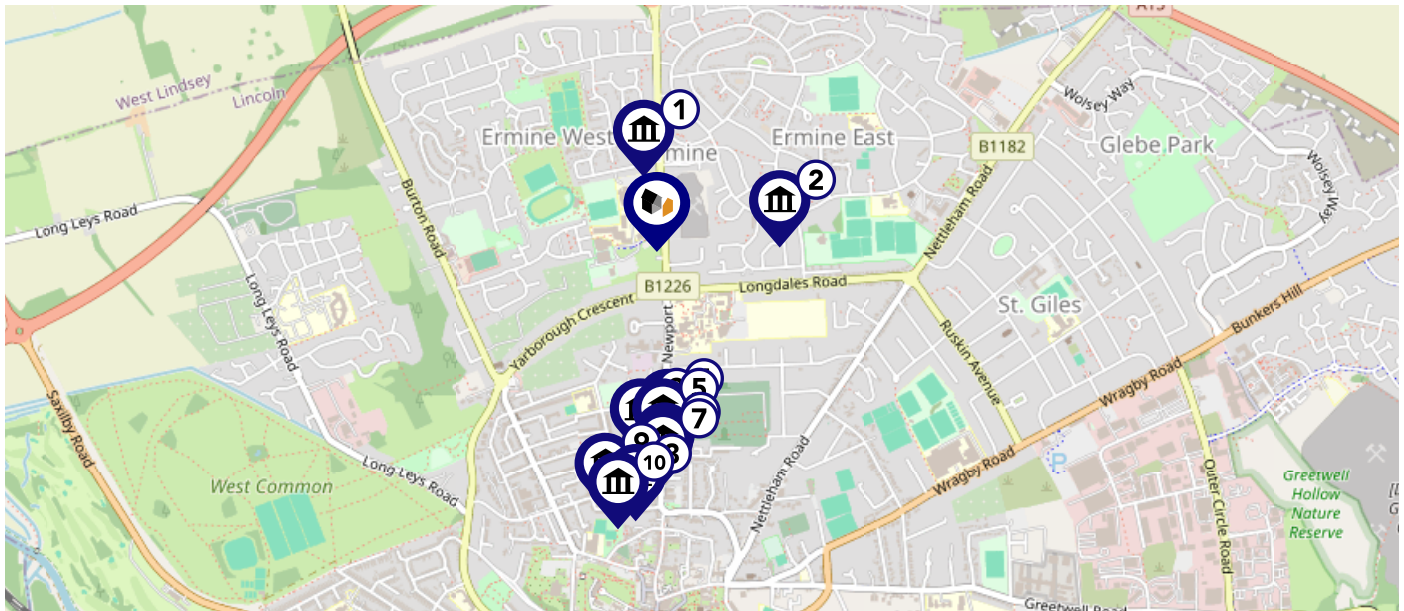 A15
West Lindsey
Lincoln
Wolsey Way
1
Ermine West
mine
Ermine East
B1182
Glebe Park
2
Wolsey Way
Long Leys Road
Burton Road
Nettleham Road
B1226
Longdales Road
Yarborough Crescent
Long Leys Road
Newport
St. Giles
Bunkers Hill
Ruskin Avenue
Wragby Road
Saxilby Road
5
7
9
8
10
Long Leys Road
West Common
Nettleham Road
Wragby Road
P
Outer Circle Road
Greetwell
Hollow
Nature
Reserve
Greetwell Road